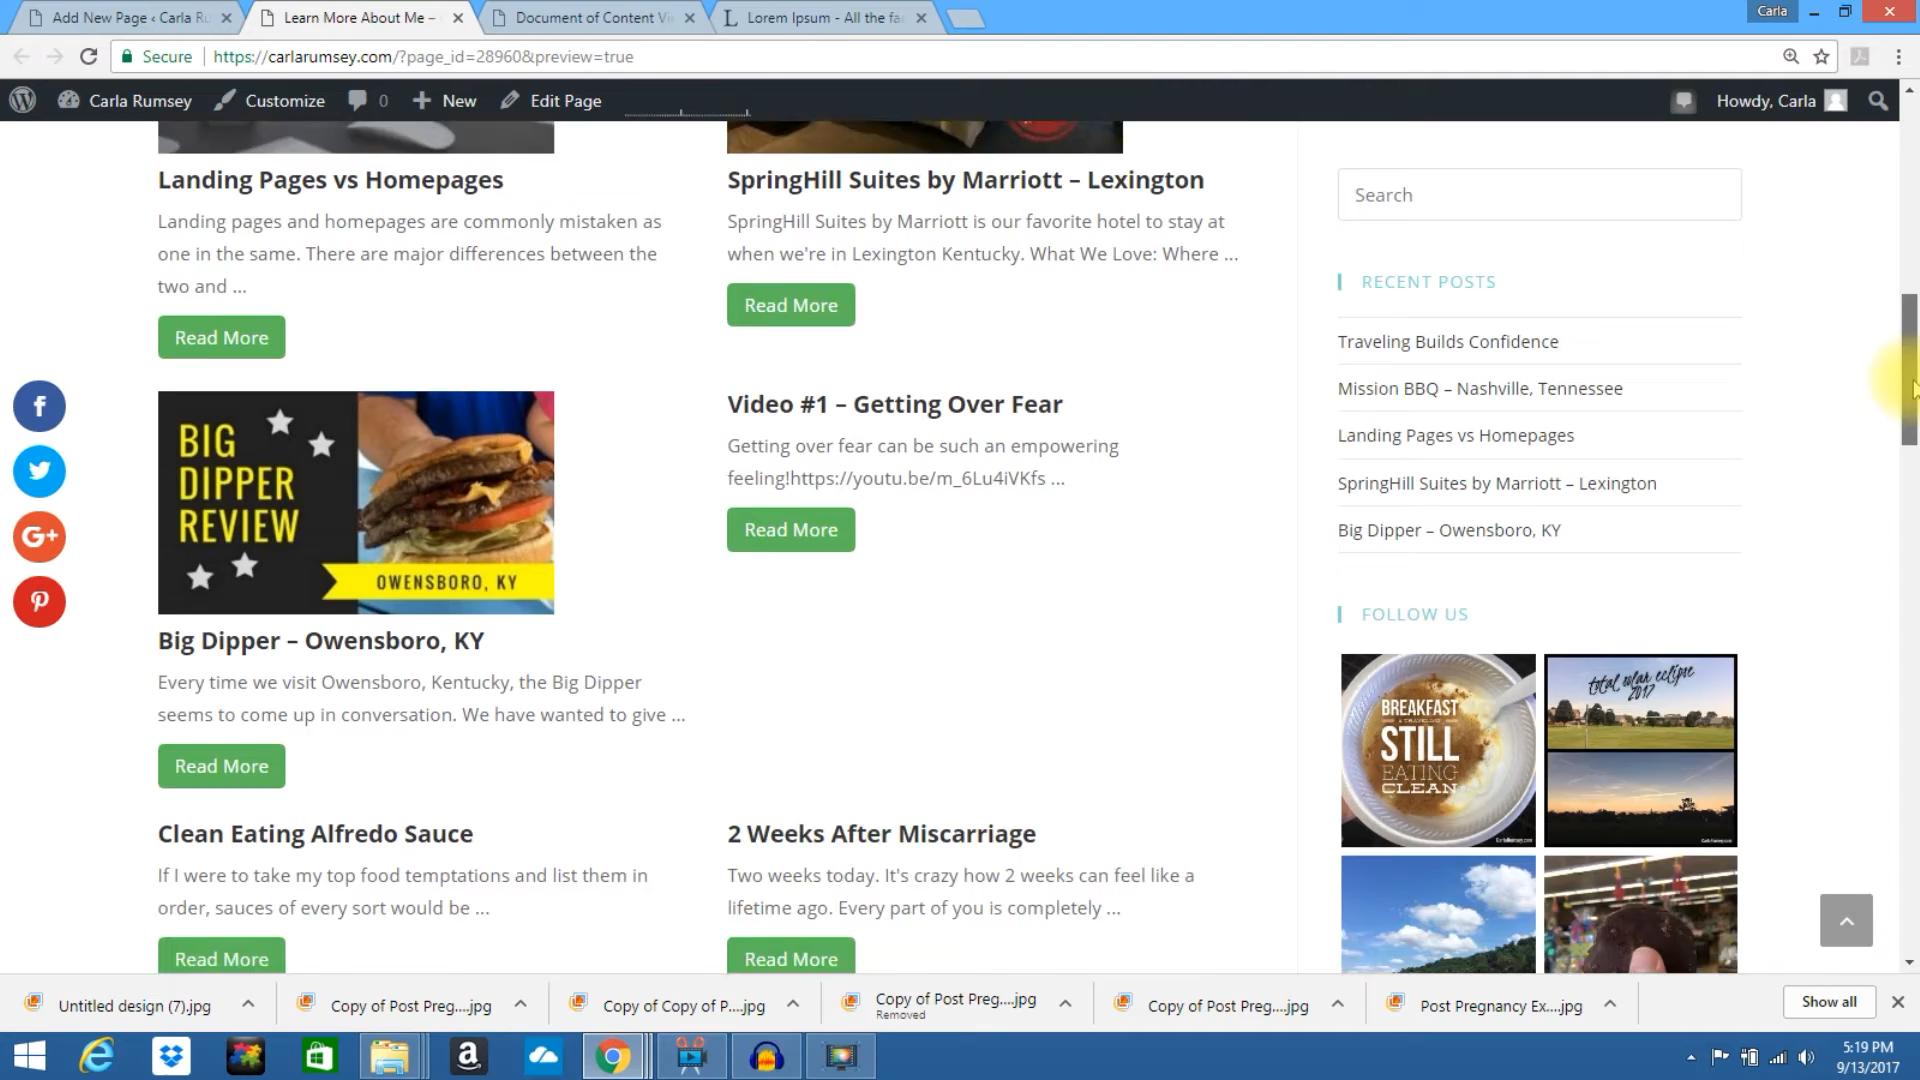 Add New Page ‹ Carla Ru
Learn More About Me –
Document of Content Vi
Lorem Ipsum - All the fa
Carla
Secure
https://carlarumsey.com/?page_id=28960&preview=true
Carla Rumsey
Customize
0
New
Edit Page
Howdy, Carla
Landing Pages vs Homepages
Landing pages and homepages are commonly mistaken as
one in the same. There are major differences between the
two and ...
Read More
SpringHill Suites by Marriott – Lexington
SpringHill Suites by Marriott is our favorite hotel to stay at
when we're in Lexington Kentucky. What We Love: Where ...
Read More
BIG
DIPPER
REVIEW
OWENSBORO, KY
Big Dipper – Owensboro, KY
Every time we visit Owensboro, Kentucky, the Big Dipper
seems to come up in conversation. We have wanted to give ...
Read More
Video #1 – Getting Over Fear
Getting over fear can be such an empowering
feeling!https://youtu.be/m_6Lu4iVKfs ...
Read More
Clean Eating Alfredo Sauce
If I were to take my top food temptations and list them in
order, sauces of every sort would be ...
Read More
2 Weeks After Miscarriage
Two weeks today. It's crazy how 2 weeks can feel like a
lifetime ago. Every part of you is completely ...
Read More
Search
RECENT POSTS
Traveling Builds Confidence
Mission BBQ – Nashville, Tennessee
Landing Pages vs Homepages
SpringHill Suites by Marriott – Lexington
Big Dipper – Owensboro, KY
FOLLOW US
BREAKFAST
STILL
EATING
CLEAN
total solar eclipse
2017
f
G+
Untitled design (7).jpg
Copy of Post Preg....jpg
Copy of Copy of P....jpg
Copy of Post Preg....jpg
Removed
Copy of Post Preg....jpg
Post Pregnancy Ex....jpg
Show all
5:19 PM
9/13/2017